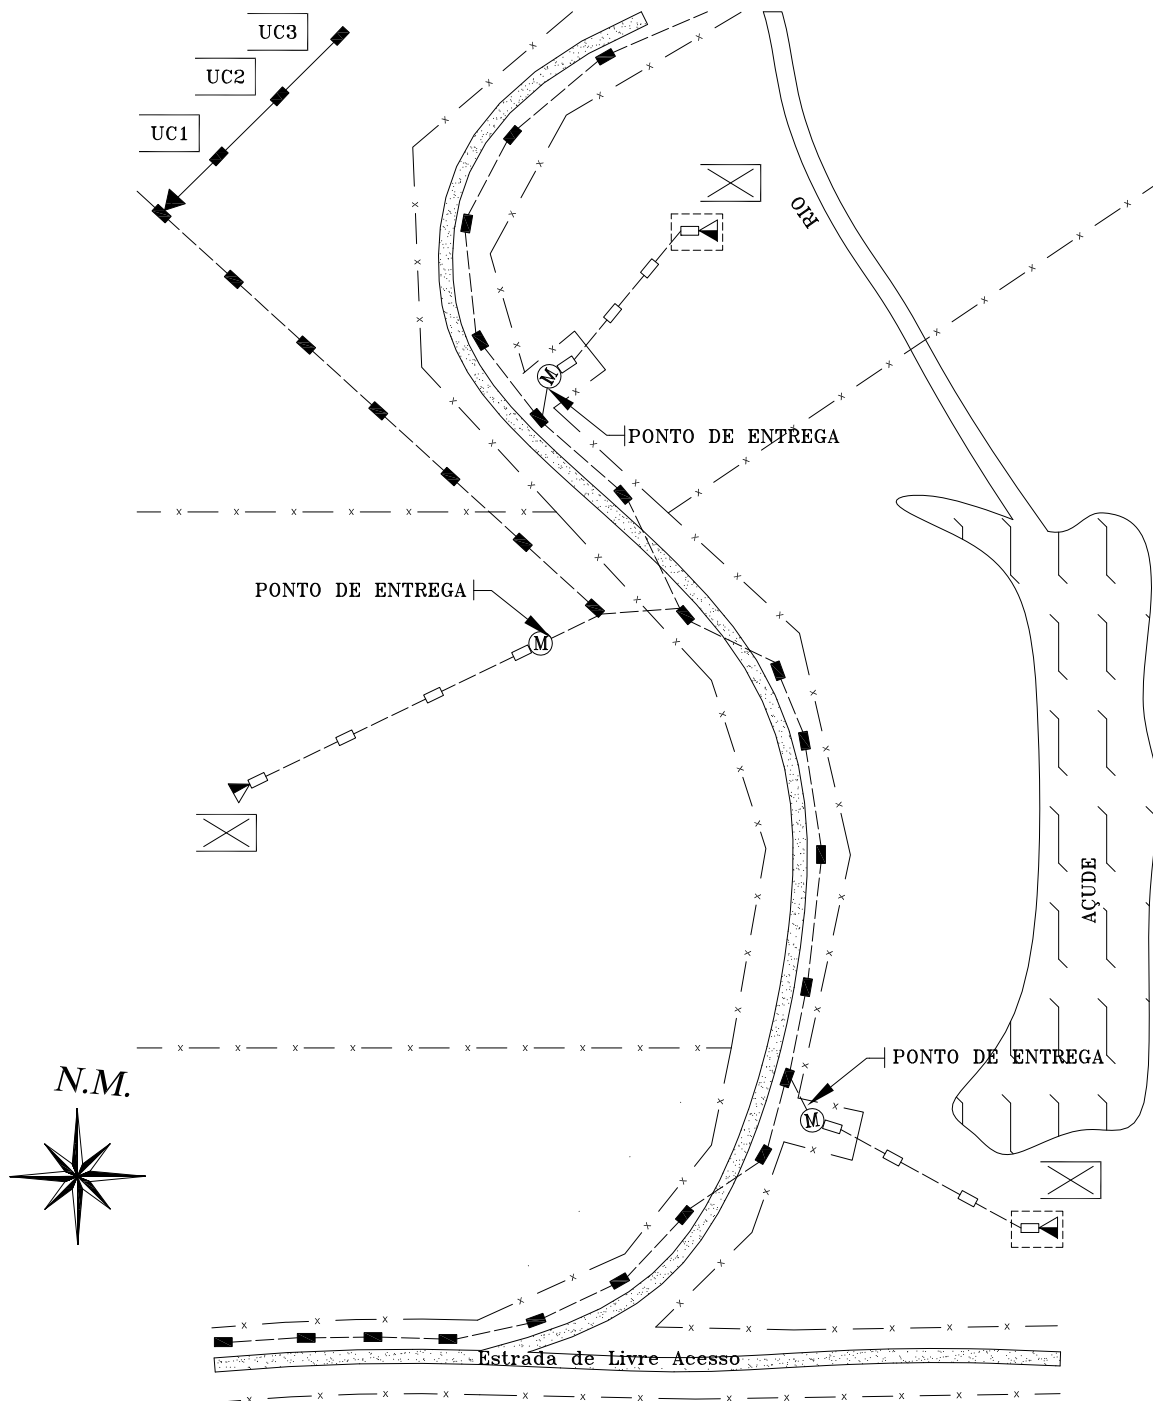 UC3
UC2
UC1
RIO
M
PONTO DE ENTREGA
PONTO DE ENTREGA
M
AÇUDE
PONTO DE ENTREGA
N.M.
M
Estrada de Livre Acesso